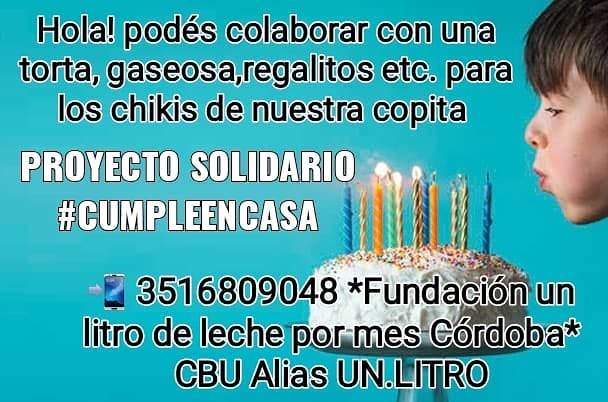 Hola! podés colaborar con una
torta, gaseosa,regalitos etc. para
los chikis de nuestra copita
PROYECTO SOLIDARIO
#CUMPLEENCASA
📲 3516809048 *Fundación un
litro de leche por mes Córdoba*
CBU Alias UN.LITRO